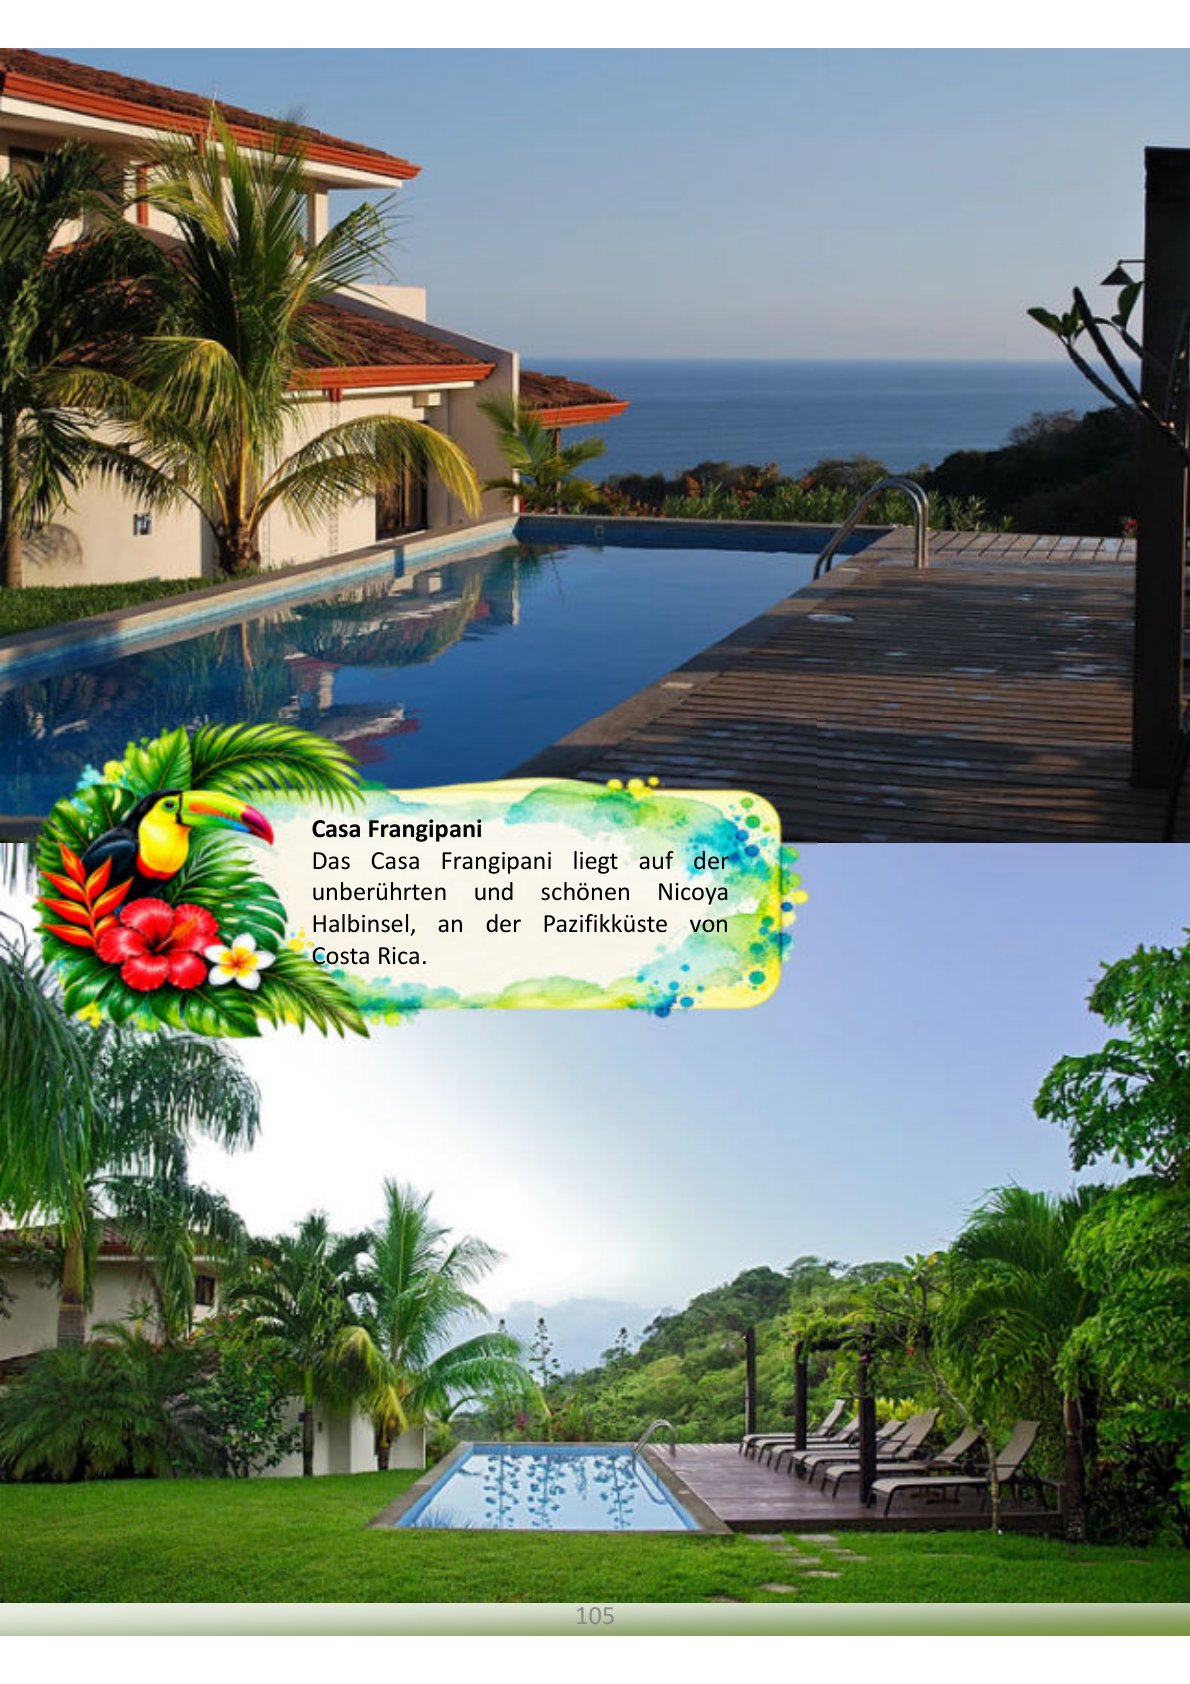 Casa Frangipani
Das Casa Frangipani liegt auf der
unberührten und schönen Nicoya
Halbinsel, an der Pazifikküste von
Costa Rica.
105